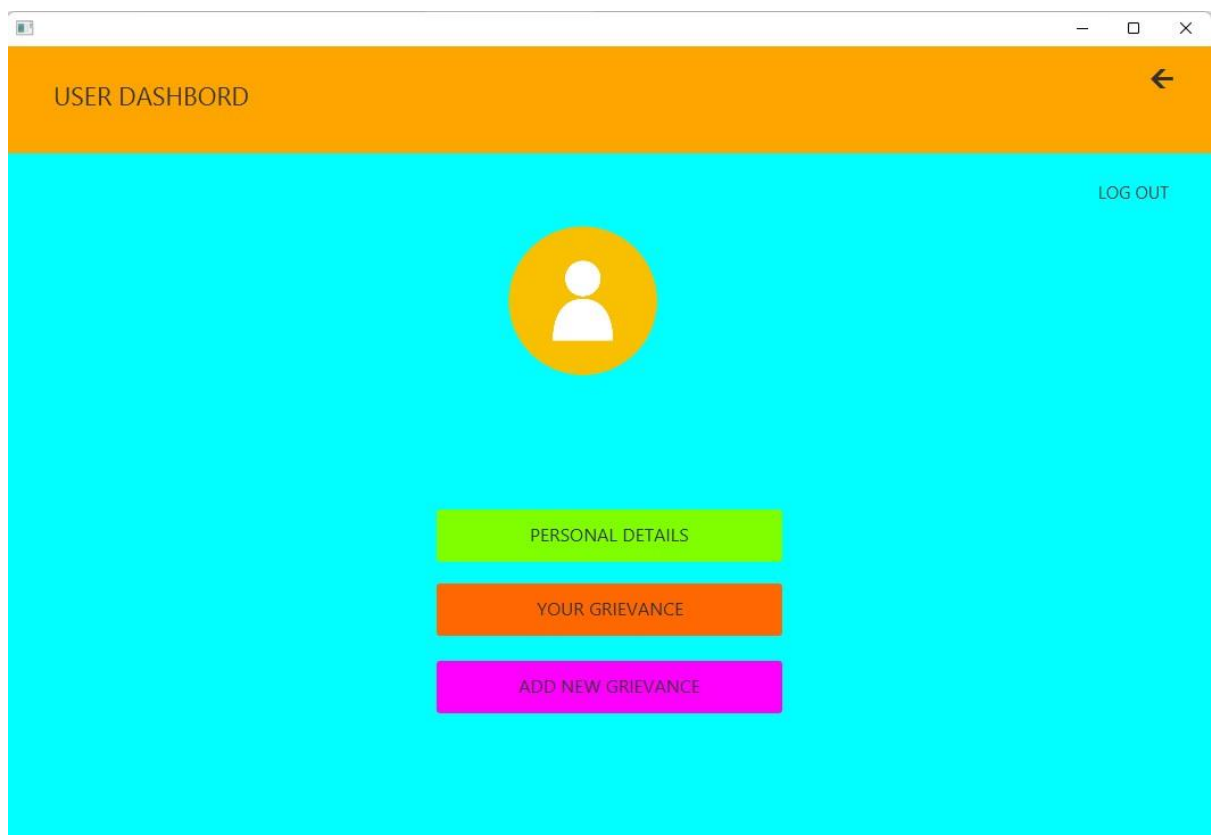 USER DASHBORD
LOG OUT
PERSONAL DETAILS
YOUR GRIEVANCE
ADD NEW GRIEVANCE